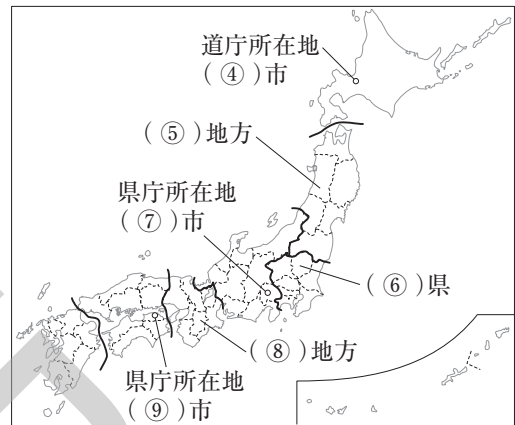 道庁所在地
( ④ )市
( ⑤ )地方
県庁所在地
( ⑦ )市
( ⑥ )県
( ⑧ )地方
県庁所在地
( ⑨ )市